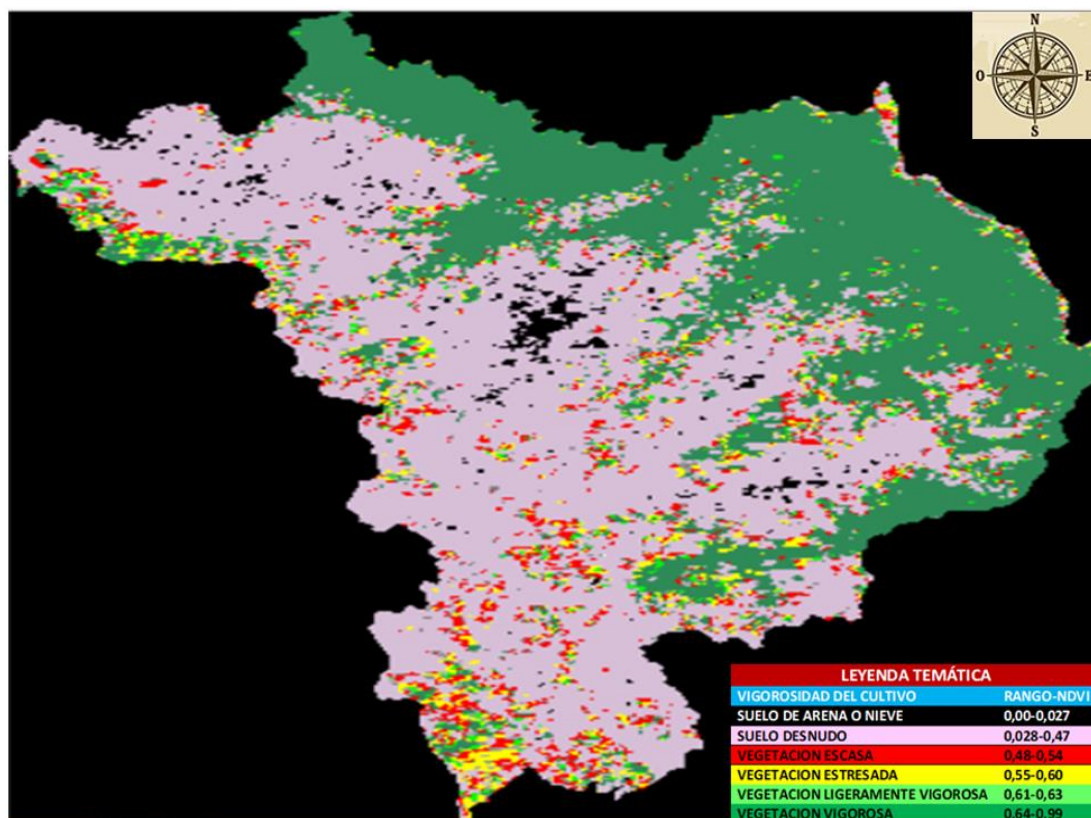 N
O E
S
LEYENDA TEMÁTICA
VIGOROSIDAD DEL CULTIVO RANGO-NDVI
SUELO DE ARENA O NIEVE 0,00-0,027
SUELO DESNUDO 0,028-0,47
VEGETACION ESCASA 0,48-0,54
VEGETACION ESTRESADA 0,55-0,60
VEGETACION LIGERAMENTE VIGOROSA 0,61-0,63
VEGETACION VIGOROSA 0,64-0,99